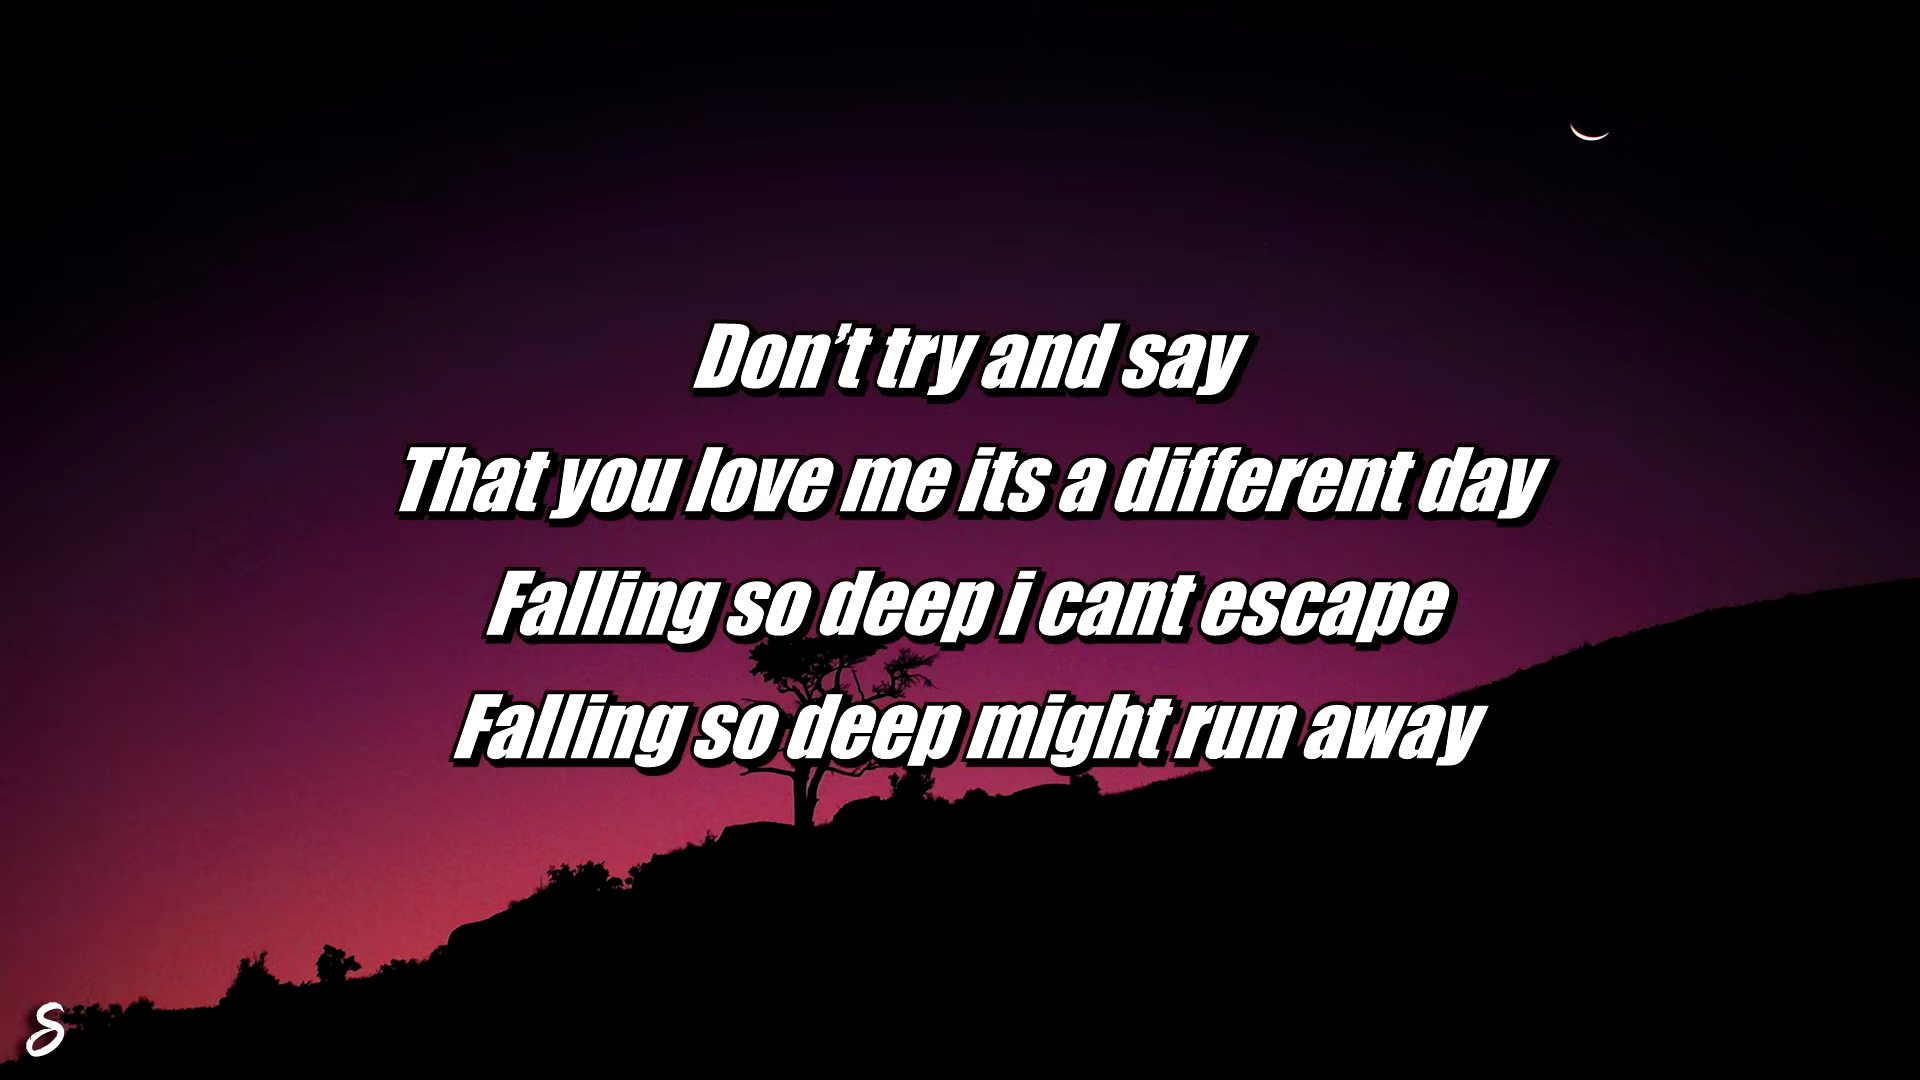 Don’t try and say
That you love me its a different day
Falling so deep i cant escape
Falling so deep might run away
S